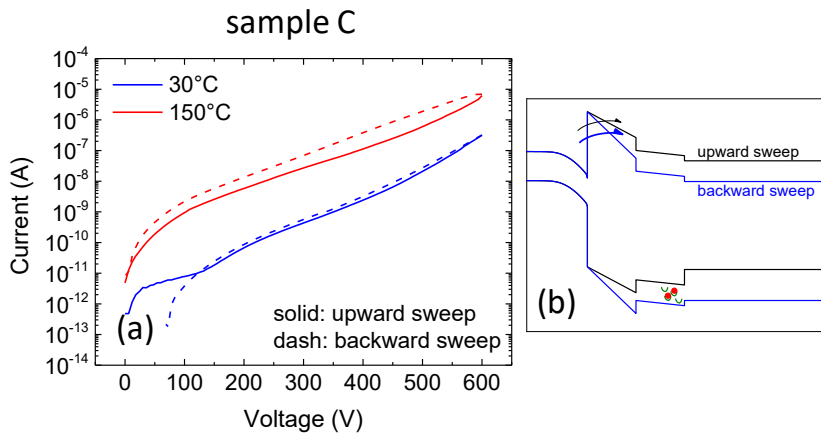 sample C
10⁻⁴
10⁻⁵
10⁻⁶
10⁻⁷
10⁻⁸
10⁻⁹
10⁻¹⁰
10⁻¹¹
10⁻¹²
10⁻¹³
10⁻¹⁴
Current (A)
30°C
150°C
(a)
solid: upward sweep
dash: backward sweep
0 100 200 300 400 500 600
Voltage (V)
upward sweep
backward sweep
(b)